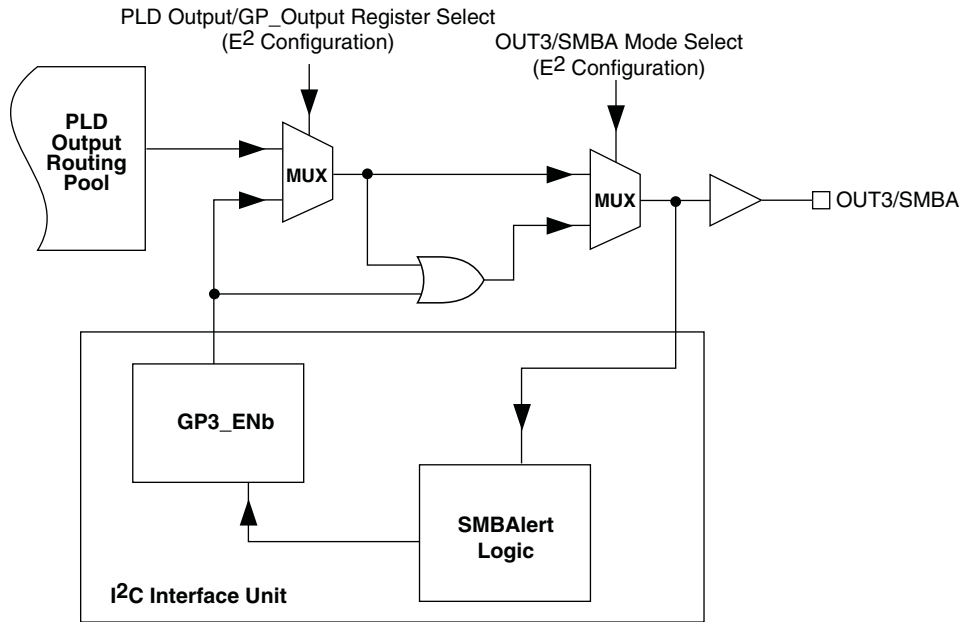 PLD Output/GP_Output Register Select
(E² Configuration)
OUT3/SMBA Mode Select
(E² Configuration)
PLD
Output
Routing
Pool
MUX
MUX
OUT3/SMBA
GP3_ENb
SMBAlert
Logic
I²C Interface Unit